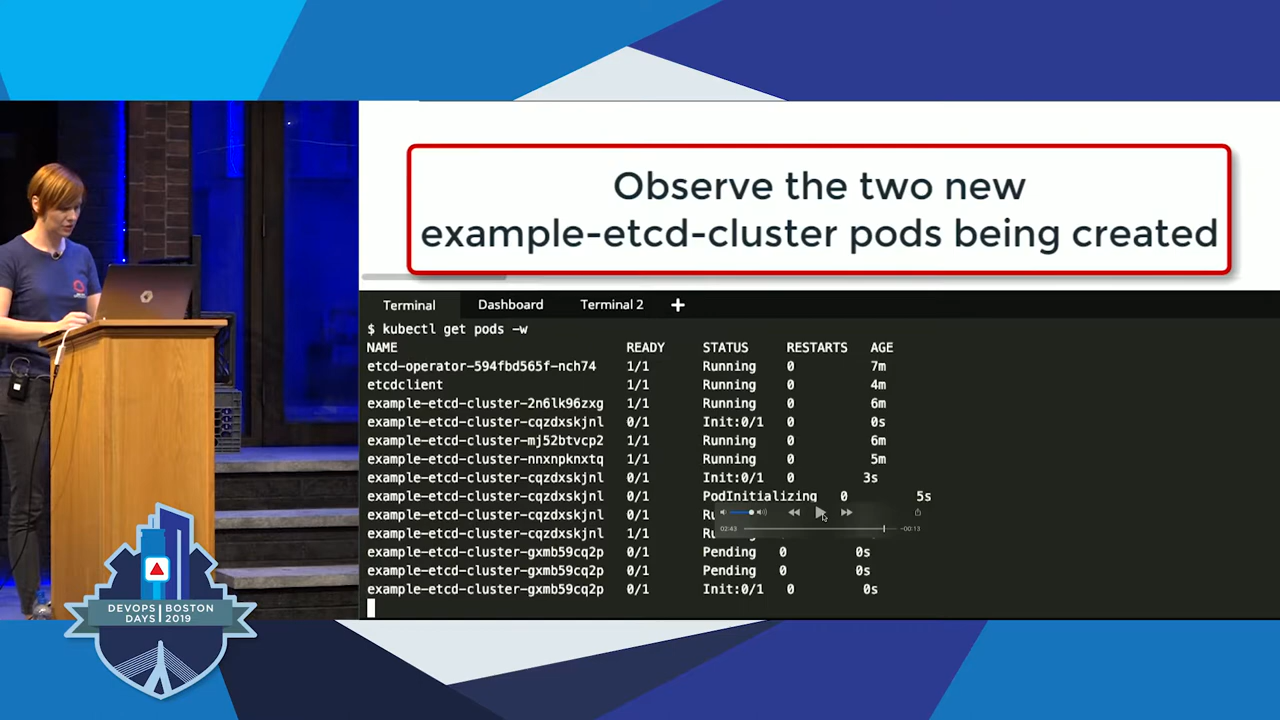 Observe the two new
example-etcd-cluster pods being created
Terminal Dashboard Terminal 2 +
$ kubectl get pods -w
NAME READY STATUS RESTARTS AGE
etcd-operator-594fbd565f-nch74 1/1 Running 0 7m
etcdclient 1/1 Running 0 4m
example-etcd-cluster-2n6lk96zxg 1/1 Running 0 6m
example-etcd-cluster-cqzdxskjnl 0/1 Init:0/1 0 0s
example-etcd-cluster-mj52btvcp2 1/1 Running 0 6m
example-etcd-cluster-nnxnpknxtq 1/1 Running 0 5m
example-etcd-cluster-cqzdxskjnl 0/1 Init:0/1 0 3s
example-etcd-cluster-cqzdxskjnl 0/1 PodInitializing 0 5s
example-etcd-cluster-cqzdxskjnl 0/1
example-etcd-cluster-cqzdxskjnl 1/1
02:43 -00:13
example-etcd-cluster-gxmb59cq2p 0/1 Pending 0 0s
example-etcd-cluster-gxmb59cq2p 0/1 Pending 0 0s
example-etcd-cluster-gxmb59cq2p 0/1 Init:0/1 0 0s
DEVOPS BOSTON
DAYS 2019